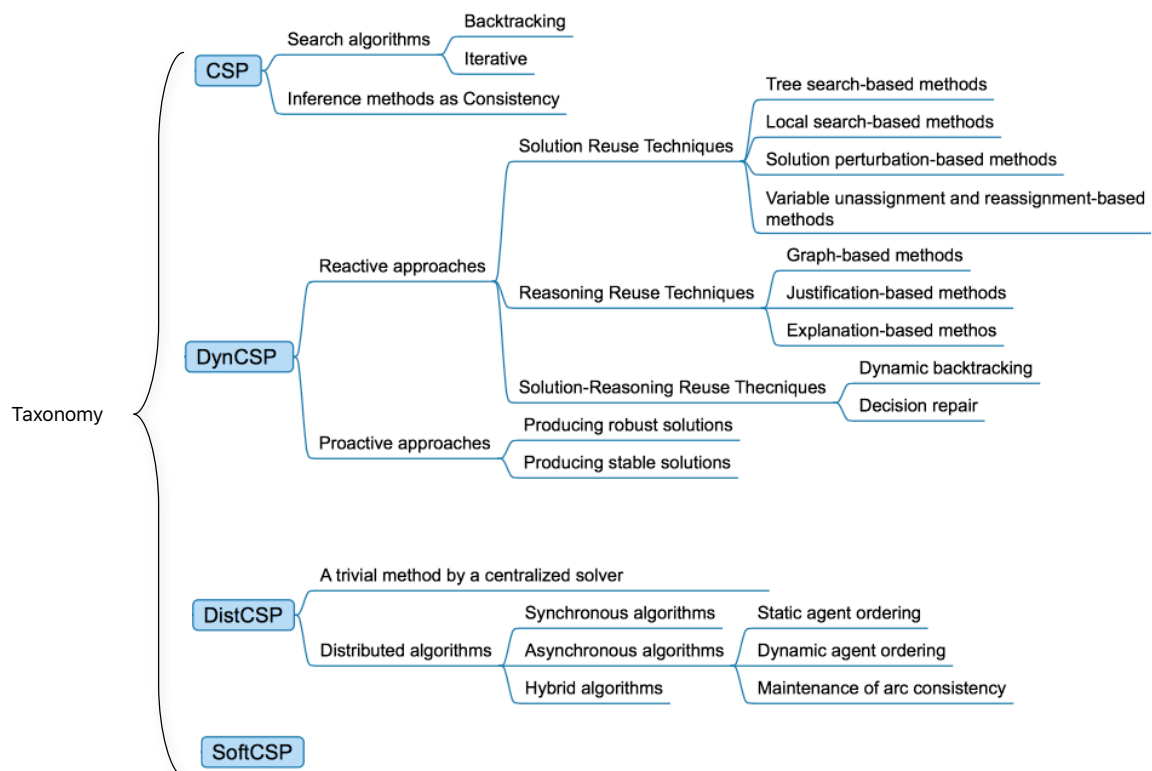 Backtracking
Search algorithms
CSP
Iterative
Inference methods as Consistency
Tree search-based methods
Local search-based methods
Solution Reuse Techniques
Solution perturbation-based methods
Variable unassignment and reassignment-based
methods
Graph-based methods
Reactive approaches
Reasoning Reuse Techniques
Justification-based methods
Explanation-based methos
DynCSP
Dynamic backtracking
Solution-Reasoning Reuse Thecniques
Decision repair
Taxonomy
Producing robust solutions
Proactive approaches
Producing stable solutions
A trivial method by a centralized solver
DistCSP
Synchronous algorithms
Static agent ordering
Distributed algorithms
Asynchronous algorithms
Dynamic agent ordering
Hybrid algorithms
Maintenance of arc consistency
SoftCSP